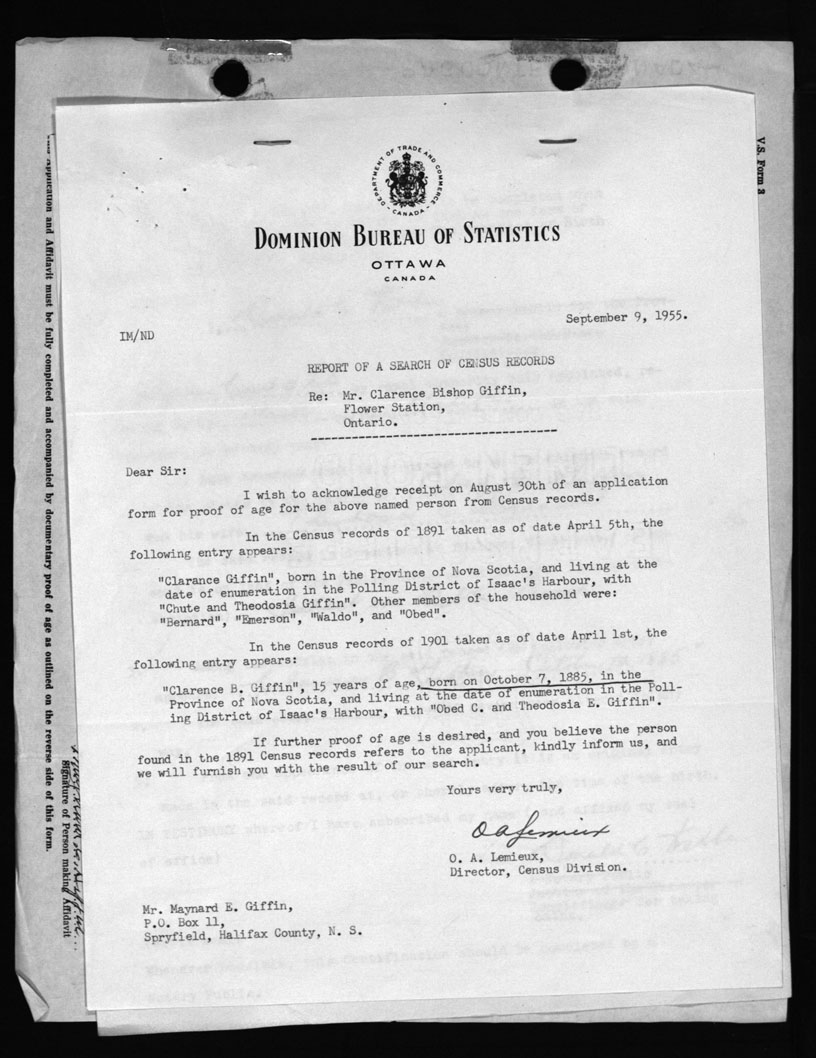 DEPARTMENT OF TRADE AND COMMERCE
CANADA
DOMINION BUREAU OF STATISTICS
OTTAWA
CANADA
September 9, 1955.
IM/ND
REPORT OF A SEARCH OF CENSUS RECORDS
Re: Mr. Clarence Bishop Giffin,
Flower Station,
Ontario.
Dear Sir:
I wish to acknowledge receipt on August 30th of an application
form for proof of age for the above named person from Census records.
In the Census records of 1891 taken as of date April 5th, the
following entry appears:
"Clarance Giffin", born in the Province of Nova Scotia, and living at the
date of enumeration in the Polling District of Isaac's Harbour, with
"Chute and Theodosia Giffin". Other members of the household were:
"Bernard", "Emerson", "Waldo", and "Obed".
In the Census records of 1901 taken as of date April 1st, the
following entry appears:
"Clarence B. Giffin", 15 years of age, born on October 7, 1885, in the
Province of Nova Scotia, and living at the date of enumeration in the Poll-
ing District of Isaac's Harbour, with "Obed C. and Theodosia E. Giffin".
If further proof of age is desired, and you believe the person
found in the 1891 Census records refers to the applicant, kindly inform us, and
we will furnish you with the result of our search.
Yours very truly,
O A Lemieux
O. A. Lemieux,
Director, Census Division.
Mr. Maynard E. Giffin,
P.O. Box 11,
Spryfield, Halifax County, N. S.
V.S. Form 3
This Application and Affidavit must be fully completed and accompanied by documentary proof of age as outlined on the reverse side of this form.
Signature of Person making Affidavit